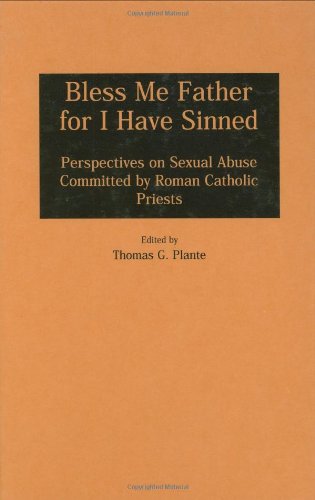 Bless Me Father
for I Have Sinned
Perspectives on Sexual Abuse
Committed by Roman Catholic
Priests
Edited by
Thomas G. Plante